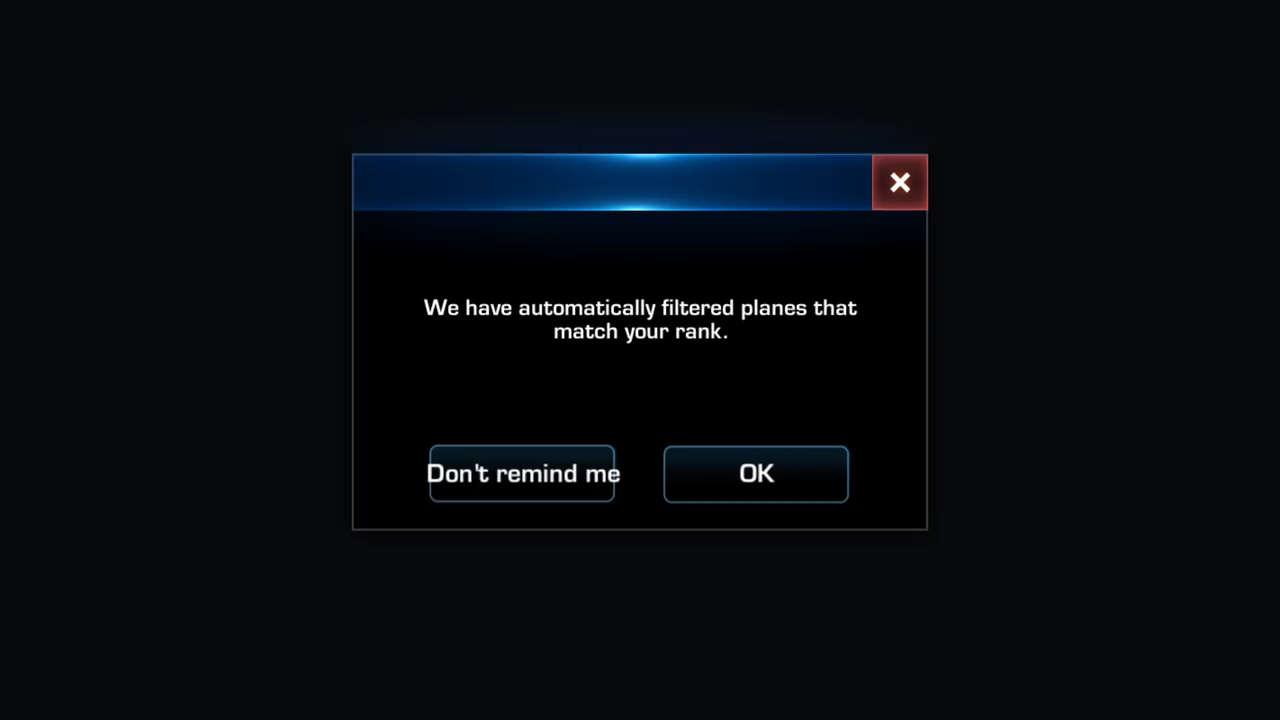 We have automatically filtered planes that
match your rank.
Don't remind me
OK